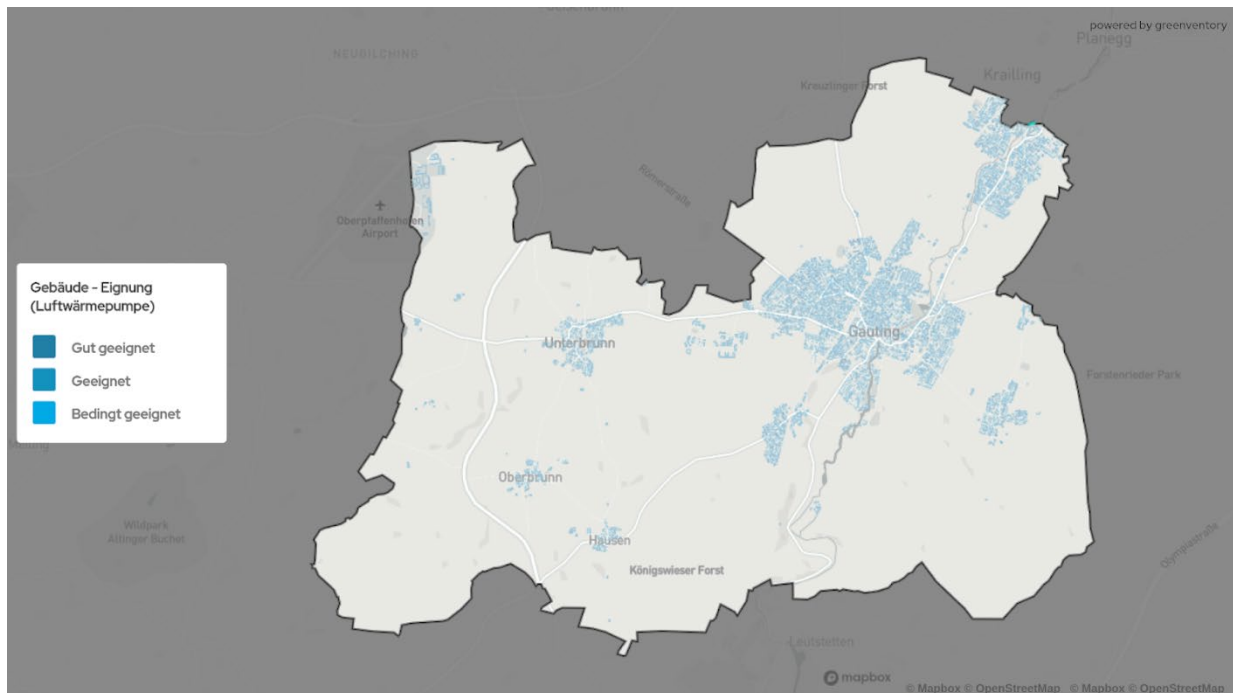 powered by greenventory
NEUGILCHING
Planegg
Krailling
Kreuzlinger Forst
Römerstraße
Oberpfaffenhofen
Airport
Gebäude - Eignung
(Luftwärmepumpe)
Gut geeignet
Geeignet
Bedingt geeignet
Gauting
Unterbrunn
Forstenrieder Park
Oberbrunn
Wildpark
Altinger Buchet
Hausen
Königswieser Forst
Olympiastraße
Leutstetten
mapbox
© Mapbox © OpenStreetMap © Mapbox © OpenStreetMap